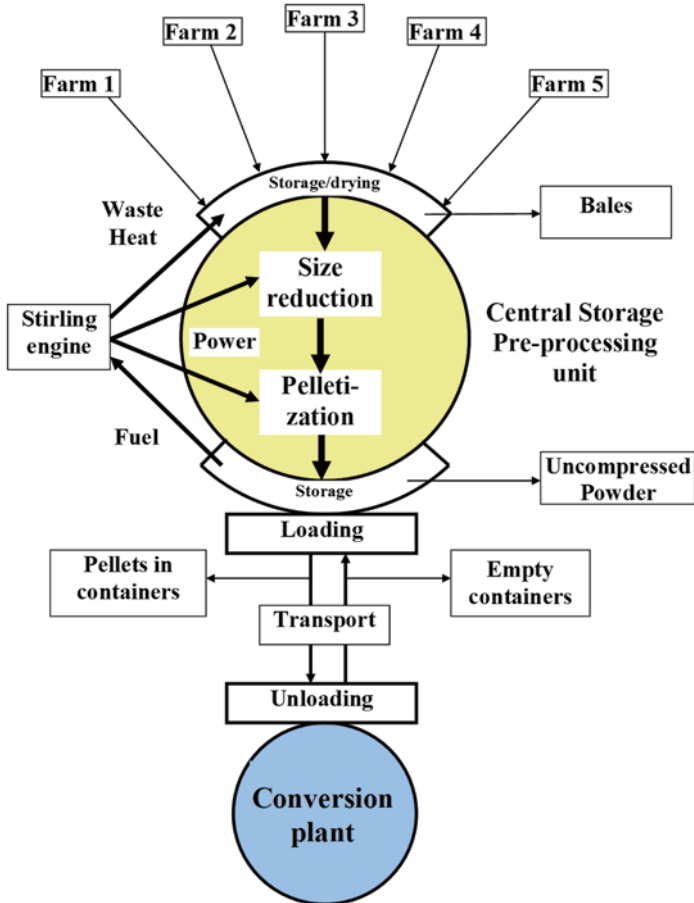 Farm 3
Farm 2
Farm 4
Farm 1
Farm 5
Storage/drying
Waste
Heat
Bales
Size
reduction
Stirling
engine
Power
Central Storage
Pre-processing
unit
Pelleti-
zation
Fuel
Storage
Uncompressed
Powder
Loading
Pellets in
containers
Empty
containers
Transport
Unloading
Conversion
plant